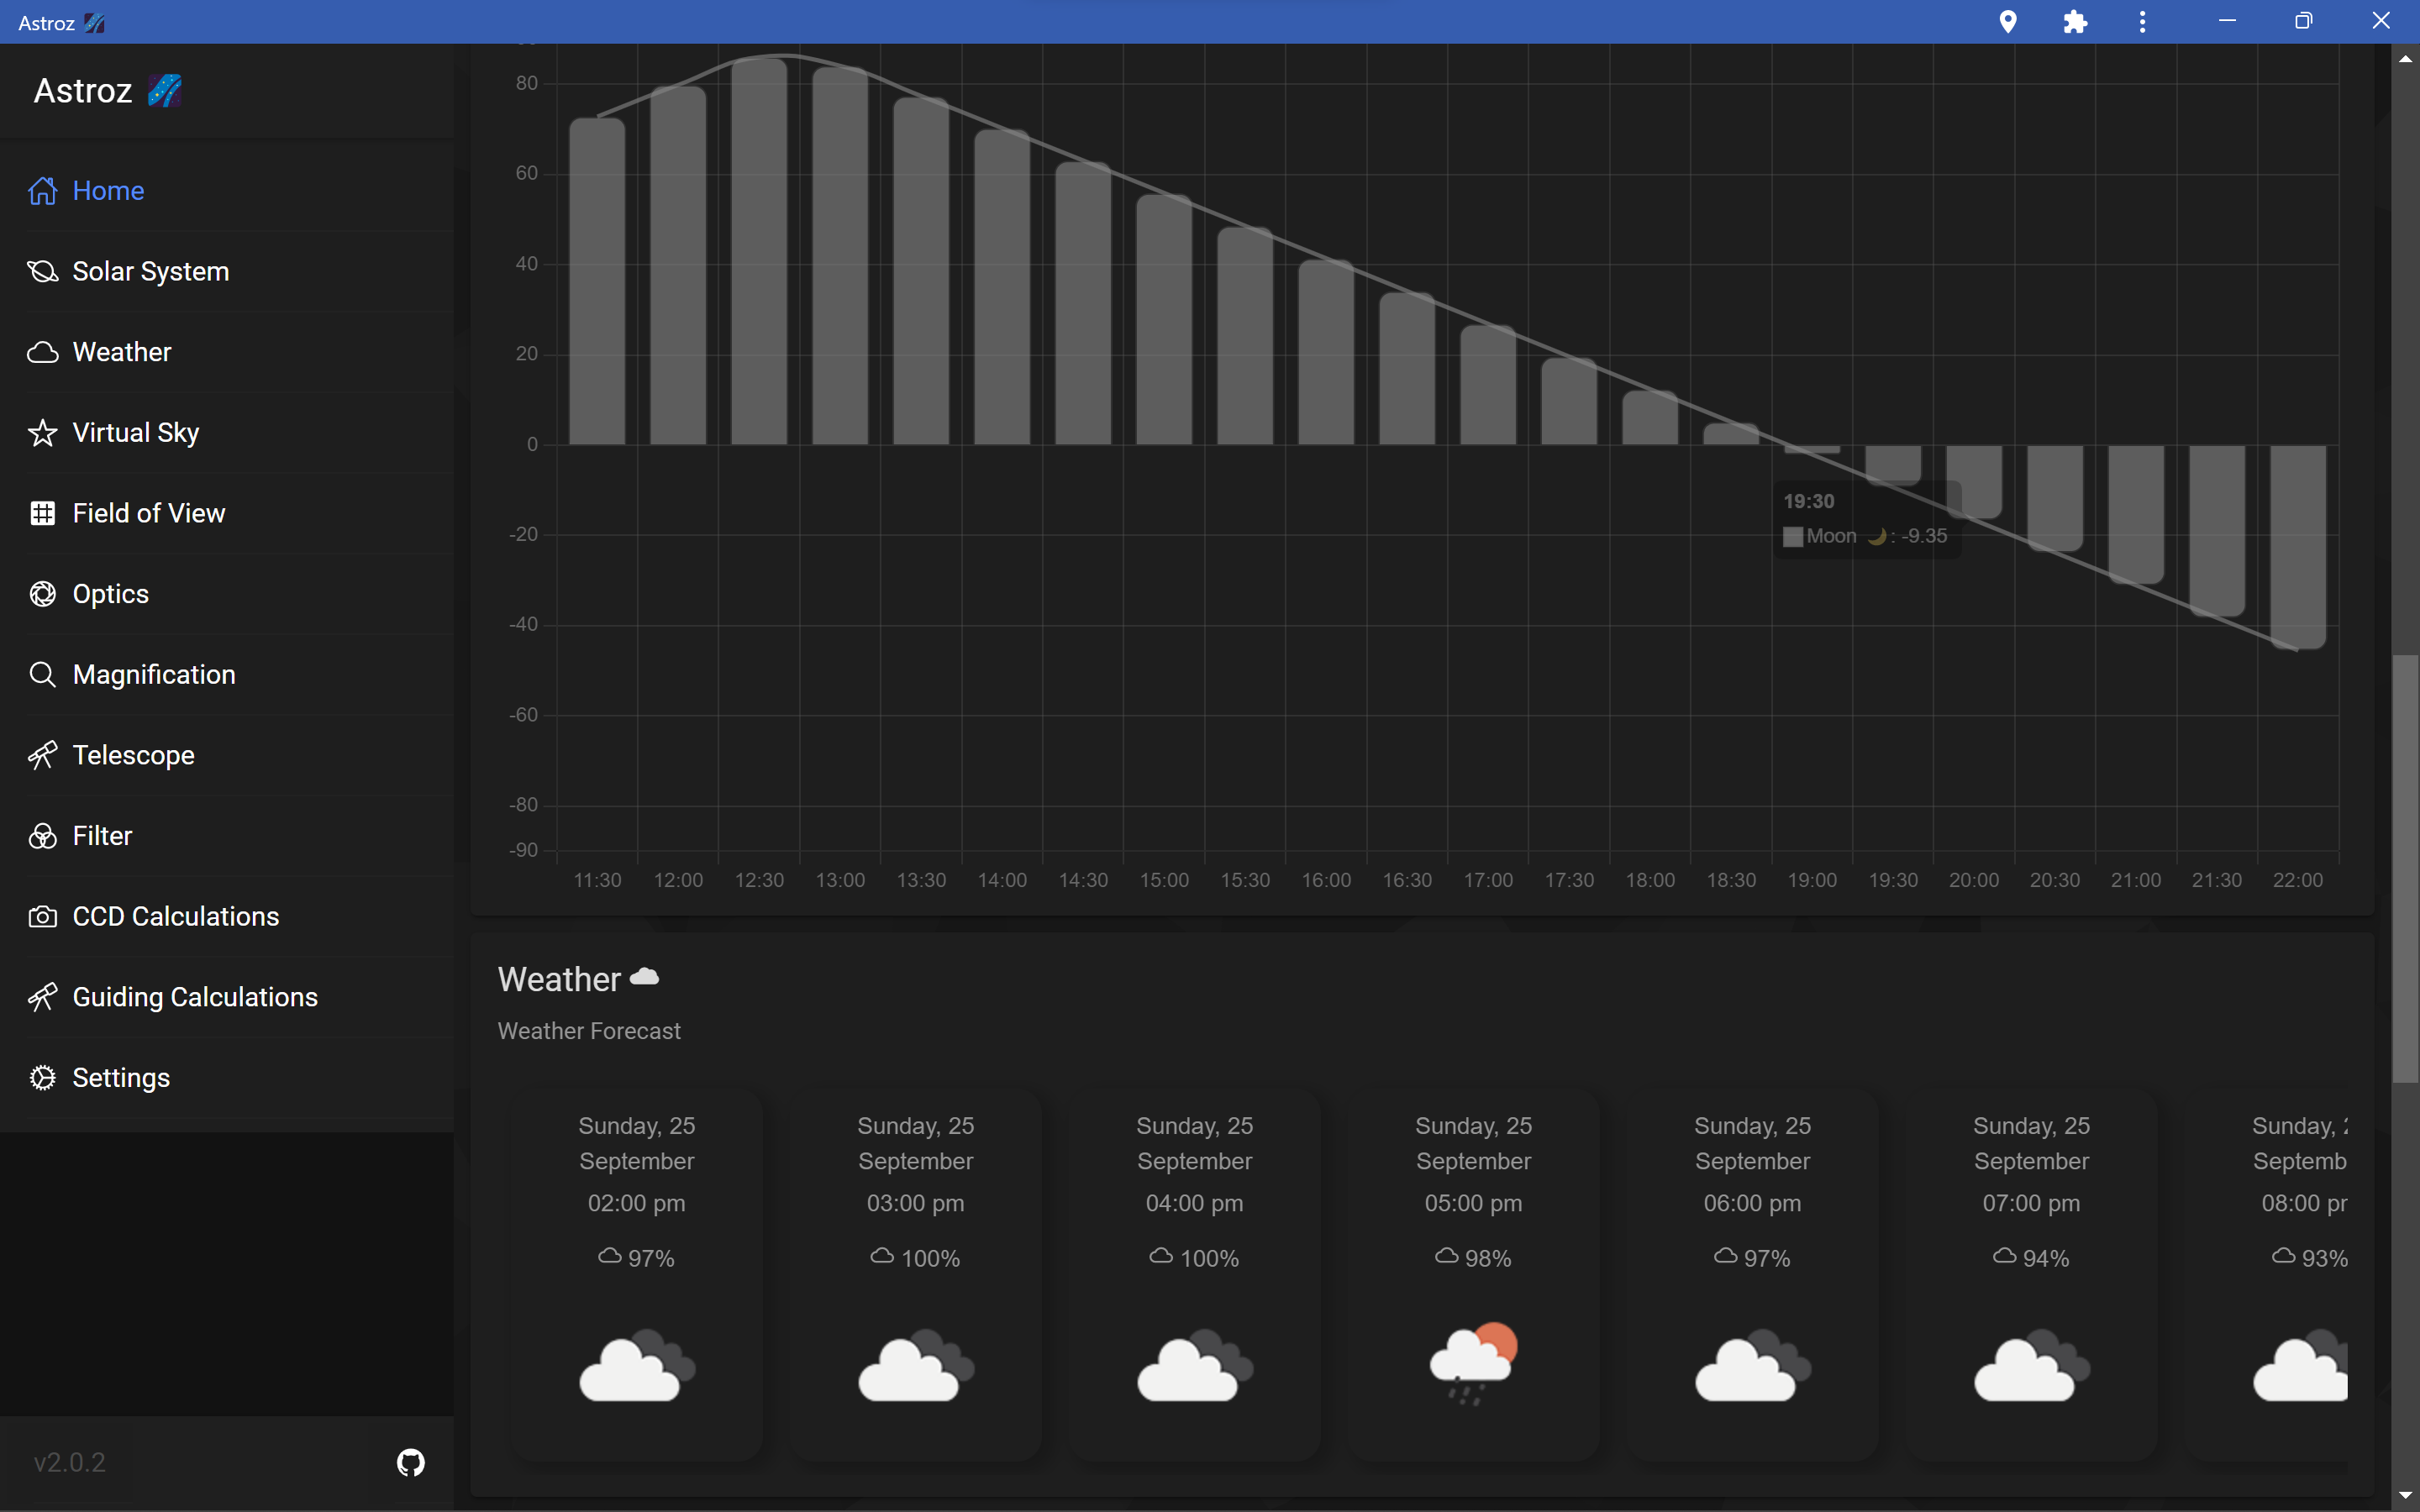 Astroz
Astroz
Home
Solar System
Weather
Virtual Sky
Field of View
Optics
Magnification
Telescope
Filter
CCD Calculations
Guiding Calculations
Settings
v2.0.2
80
60
40
20
0
-20
-40
-60
-80
-90
19:30
Moon 🌙: -9.35
11:30 12:00 12:30 13:00 13:30 14:00 14:30 15:00 15:30 16:00 16:30 17:00 17:30 18:00 18:30 19:00 19:30 20:00 20:30 21:00 21:30 22:00
Weather
Weather Forecast
Sunday, 25
September
02:00 pm
97%
Sunday, 25
September
03:00 pm
100%
Sunday, 25
September
04:00 pm
100%
Sunday, 25
September
05:00 pm
98%
Sunday, 25
September
06:00 pm
97%
Sunday, 25
September
07:00 pm
94%
Sunday,
Septemb
08:00
93%